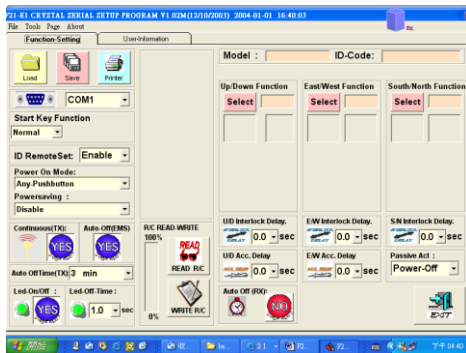 F21-E1 CRYSTAL SERIAL SETUP PROGRAM V1.02M(12/10/2003) 2004-01-01 16:40:03
File Tools Page About
Function-Setting User-Information
Load Save Printer
COM1
Start Key Function
Normal
ID RemoteSet: Enable
Power On Mode:
Any-Pushbutton
Powersaving :
Disable
Continuous(TX): Auto-Off(EMS)
YES YES
Auto OffTime(TX): 3 min
Led-On/Off : Led-Off-Time :
YES 1.0 sec
R/C READ-WRITE
100%
READ
READ R/C
WRITE R/C
0%
Model : ID-Code:
Up/Down Function East/West Function South/North Function
Select Select Select
U/D Interlock Delay. E/W Interlock Delay. S/N Interlock Delay.
0.0 sec 0.0 sec 0.0 sec
U/D Acc. Delay E/W Acc. Delay Passive Act :
ACC. DELAY 0.0 sec ACC. DELAY 0.0 sec Power-Off
Auto Off (RX):
NO
EXIT
開始
下午 04:40